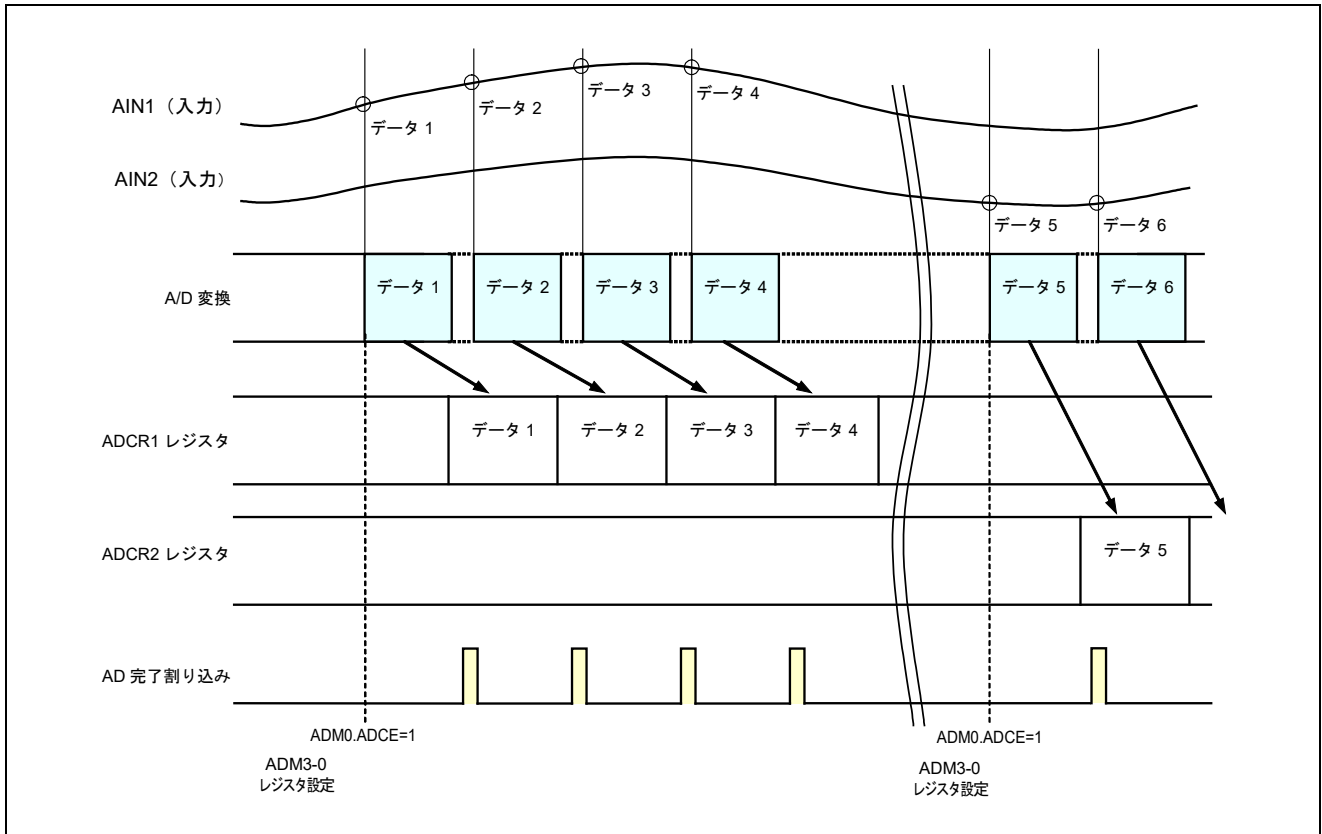 AIN1（入力）
データ 1
データ 2
データ 3
データ 4
AIN2（入力）
データ 5
データ 6
A/D 変換
データ 1
データ 2
データ 3
データ 4
データ 5
データ 6
ADCR1 レジスタ
データ 1
データ 2
データ 3
データ 4
ADCR2 レジスタ
データ 5
AD 完了割り込み
ADM0.ADCE=1
ADM3-0
レジスタ設定
ADM0.ADCE=1
ADM3-0
レジスタ設定